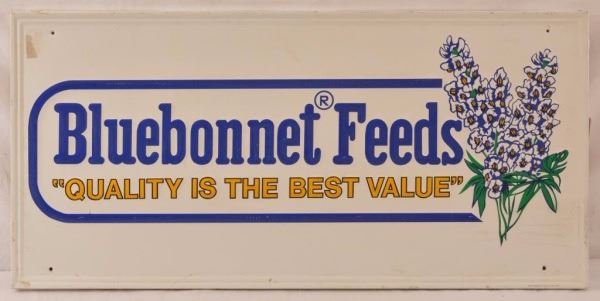 Bluebonnet® Feeds
"QUALITY IS THE BEST VALUE"